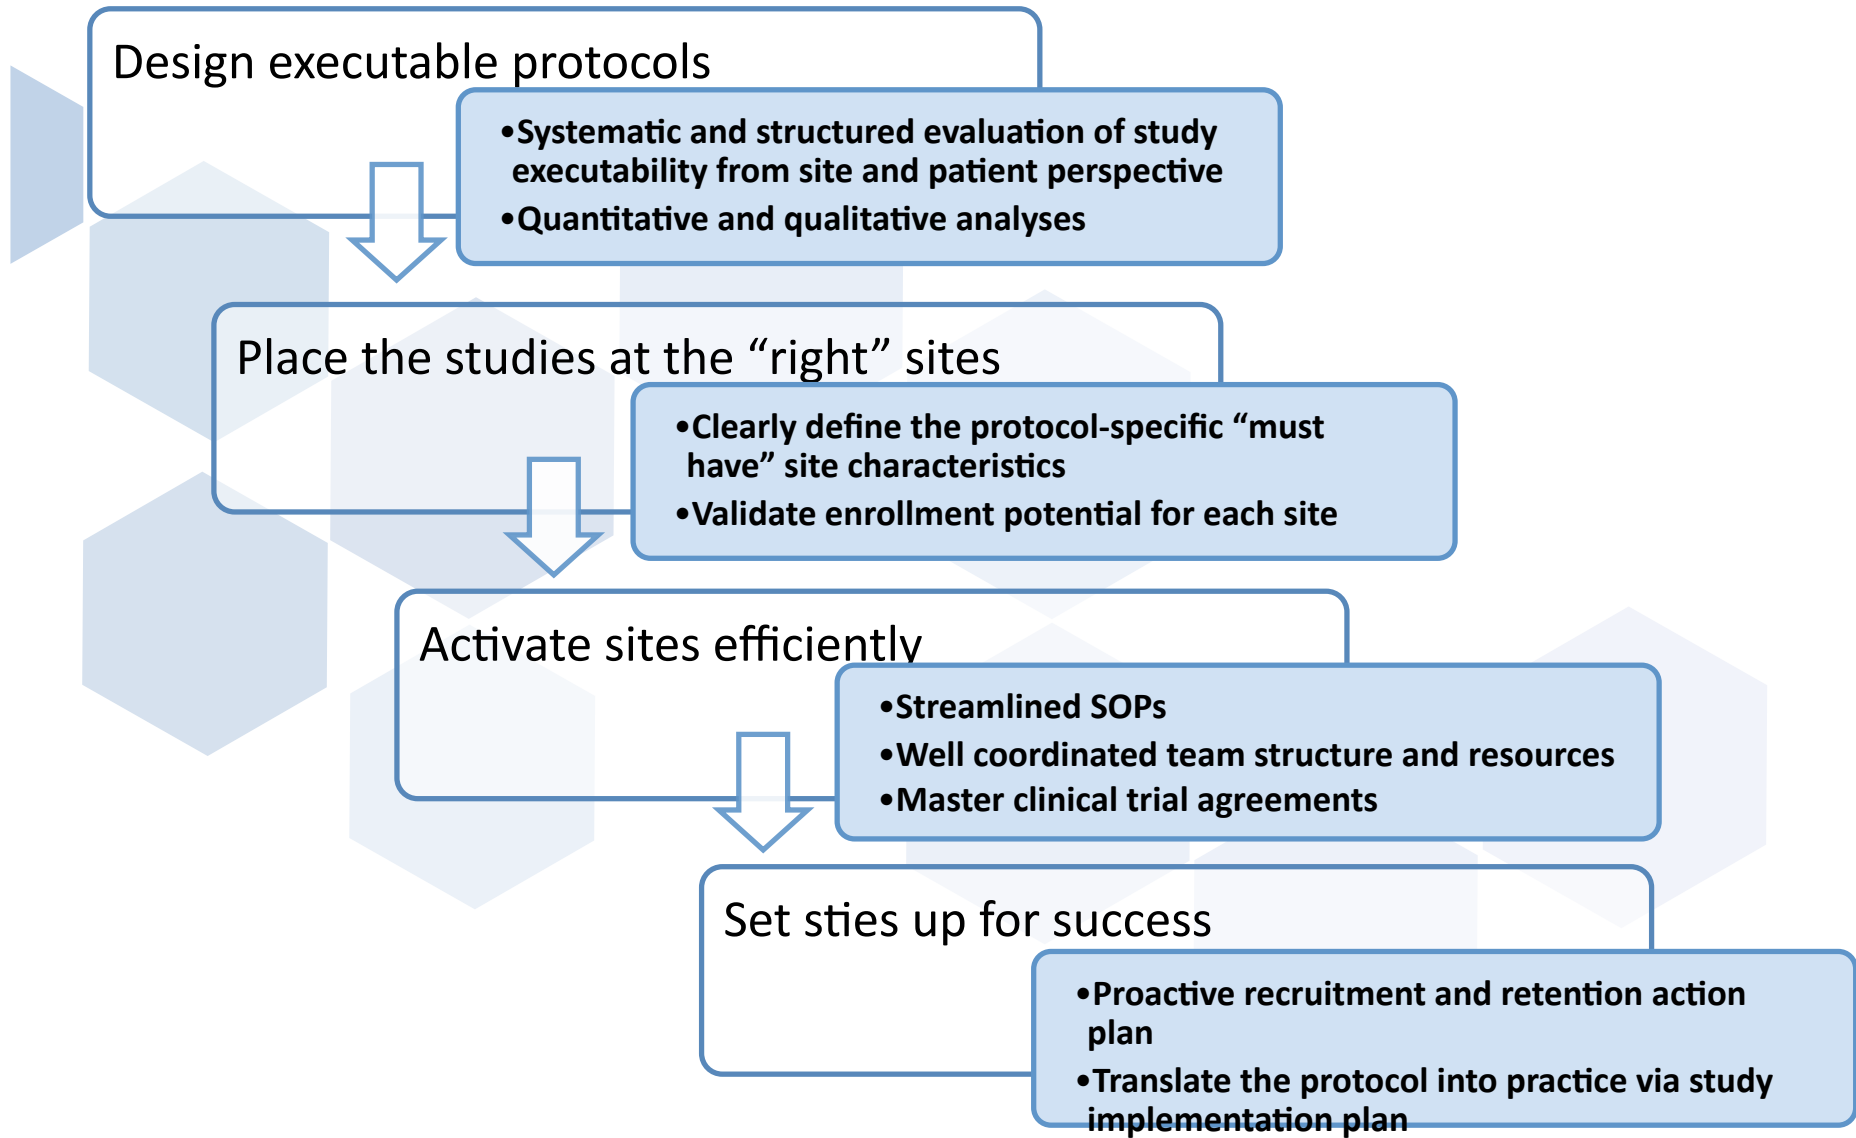 Design executable protocols
•Systematic and structured evaluation of study
executability from site and patient perspective
•Quantitative and qualitative analyses
Place the studies at the “right” sites
•Clearly define the protocol-specific “must
have” site characteristics
•Validate enrollment potential for each site
Activate sites efficiently
•Streamlined SOPs
•Well coordinated team structure and resources
•Master clinical trial agreements
Set sties up for success
•Proactive recruitment and retention action
plan
•Translate the protocol into practice via study
implementation plan